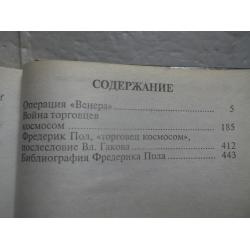 СОДЕРЖАНИЕ
Операция «Венера» 5
Война торговцев
космосом 185
Фредерик Пол, «торговец космосом»,
послесловие Вл. Гакова 412
Библиография Фредерика Пола 443